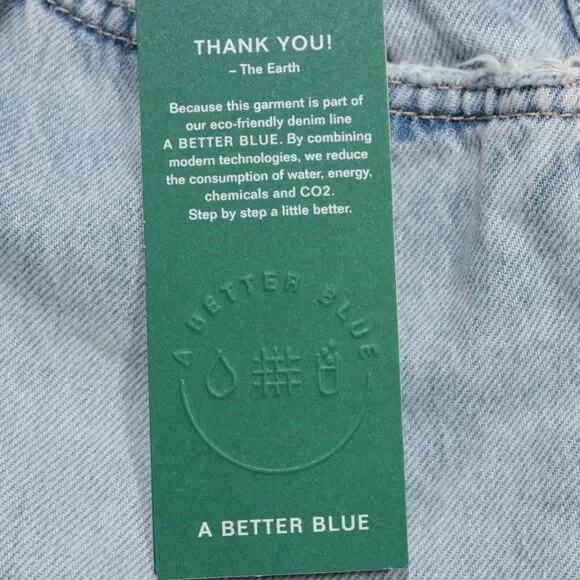 THANK YOU!
– The Earth
Because this garment is part of
our eco-friendly denim line
A BETTER BLUE. By combining
modern technologies, we reduce
the consumption of water, energy,
chemicals and CO2.
Step by step a little better.
A BETTER BLUE
A BETTER BLUE